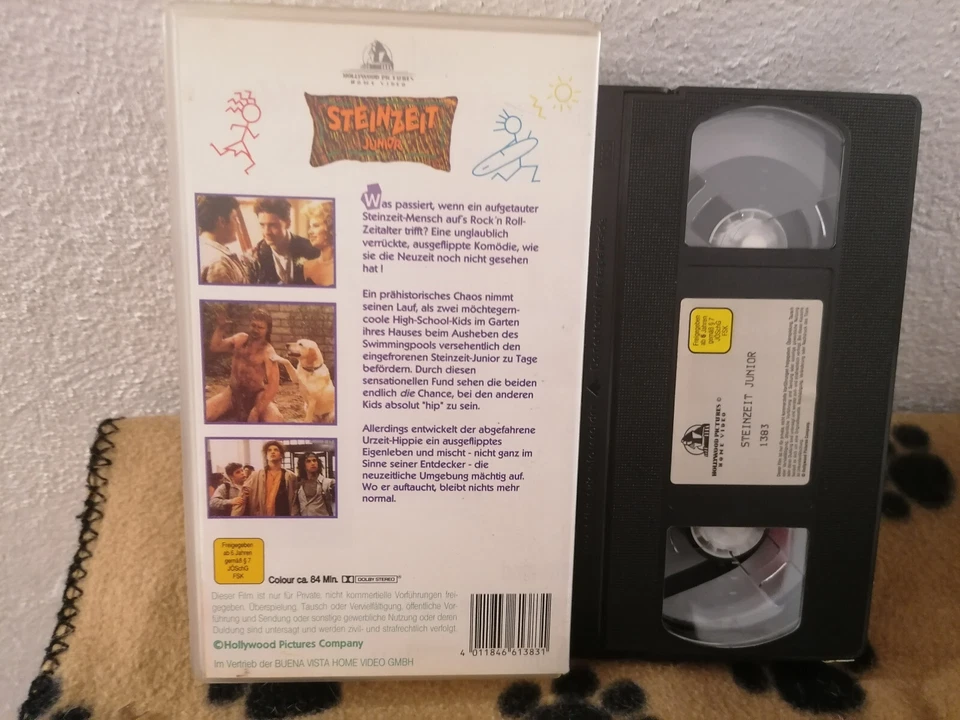 HOLLYWOOD PICTURES
HOME VIDEO
STEINZEIT
JUNIOR
Was passiert, wenn ein aufgetauter
Steinzeit-Mensch auf's Rock'n Roll-
Zeitalter trifft? Eine unglaublich
verrückte, ausgeflippte Komödie, wie
sie die Neuzeit noch nicht gesehen
hat!
Ein prähistorisches Chaos nimmt
seinen Lauf, als zwei möchtegern-
coole High-School-Kids im Garten
ihres Hauses beim Ausheben des
Swimmingpools versehentlich den
eingefrorenen Steinzeit-Junior zu Tage
befördern. Durch diesen
sensationellen Fund sehen die beiden
endlich die Chance, bei den anderen
Kids absolut "hip" zu sein.
Allerdings entwickelt der abgefahrene
Urzeit-Hippie ein ausgeflipptes
Eigenleben und mischt - nicht ganz im
Sinne seiner Entdecker - die
neuzeitliche Umgebung mächtig auf.
Wo er auftaucht, bleibt nichts mehr
normal.
Freigegeben
ab 6 Jahren
gemäß § 7
JÖSchG
FSK
Colour ca. 84 Min. DOLBY STEREO
Dieser Film ist nur für Private, nicht kommerzielle Vorführungen frei-
gegeben. Überspielung, Tausch oder Vervielfältigung, öffentliche Vor-
führung und Sendung oder sonstige gewerbliche Nutzung oder deren
Duldung sind untersagt und werden zivil- und strafrechtlich verfolgt.
©Hollywood Pictures Company
Im Vertrieb der BUENA VISTA HOME VIDEO GMBH
4 011846 613831
Freigegeben
ab 6 Jahren
gemäß § 7
JÖSchG
FSK
HOLLYWOOD PICTURES ©
HOME VIDEO
STEINZEIT JUNIOR
1383